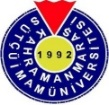 KAHRAMANMARAŞ
SÜTÇÜ İMAM ÜNİVERSİTESİ
1992